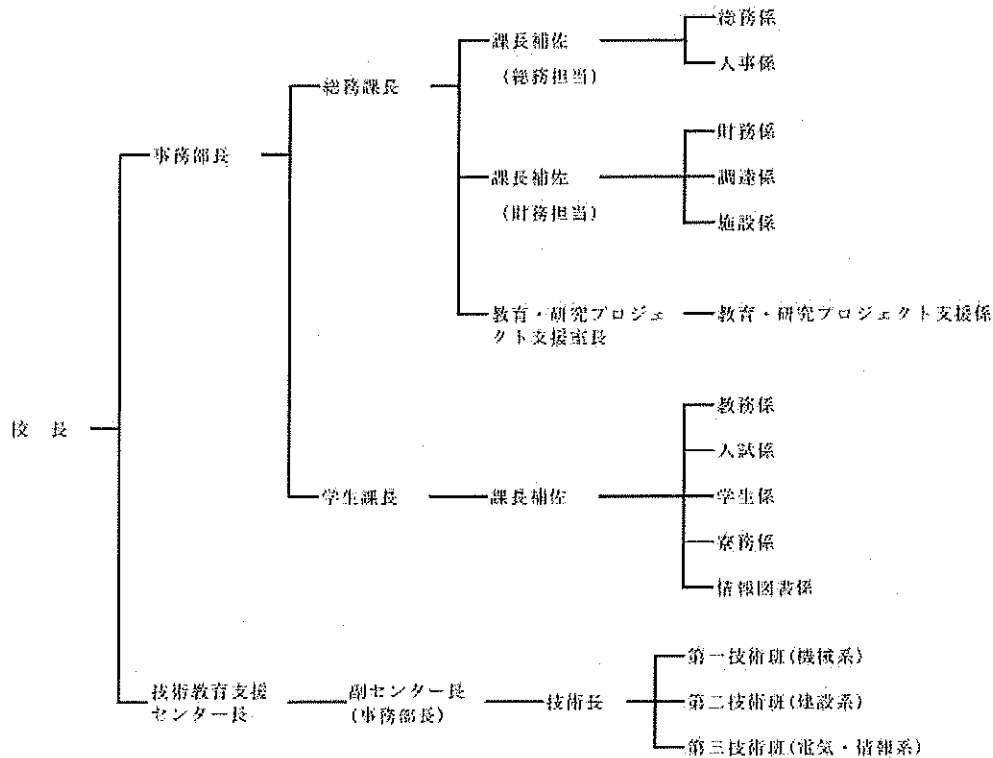 校 長
事務部長
総務課長
課長補佐
(総務担当)
総務係
人事係
課長補佐
(財務担当)
財務係
調達係
施設係
教育・研究プロジェ
クト支援室長
教育・研究プロジェクト支援係
学生課長
課長補佐
教務係
入試係
学生係
寮務係
情報図書係
技術教育支援
センター長
副センター長
(事務部長)
技術長
第一技術班(機械系)
第二技術班(建設系)
第三技術班(電気・情報系)